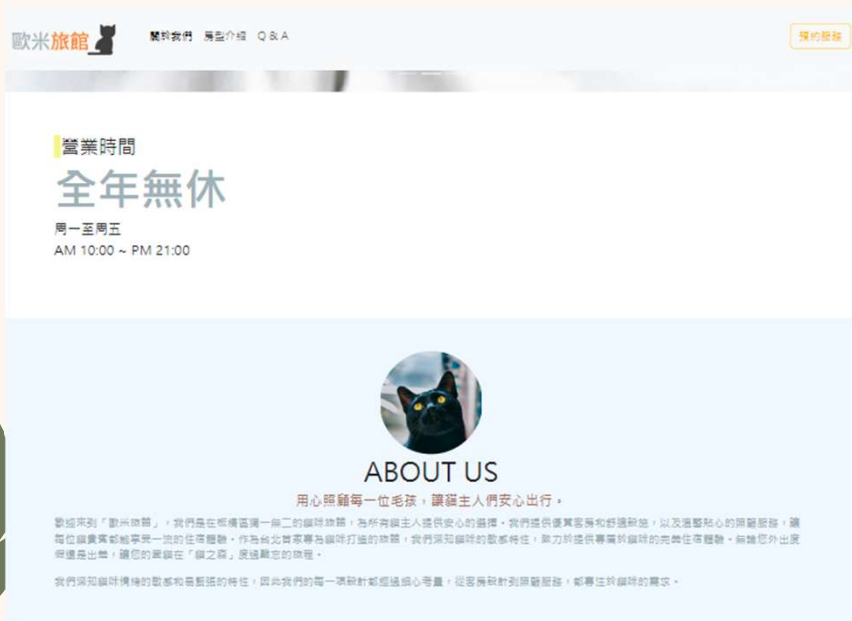 歐米旅館
關於我們 房型介紹 Q & A
預約服務
營業時間
全年無休
周一至周五
AM 10:00 ~ PM 21:00
ABOUT US
用心照顧每一位毛孩，讓貓主人們安心出行。
歡迎來到「歐米旅館」，我們是在板橋區獨一無二的貓咪旅館，為所有貓主人提供安心的選擇。我們提供優質客房和舒適設施，以及溫馨貼心的照顧服務，讓
每位貓貴賓都能享受一流的住宿體驗。作為台北首家專為貓咪打造的旅館，我們深知貓咪的敏感特性，致力於提供專屬於貓咪的完美住宿體驗。無論您外出度
假還是出差，讓您的愛貓在「貓之森」度過難忘的旅程。
我們深知貓咪情緒的敏感和易緊張的特性，因此我們的每一項設計都經過細心考量，從客房設計到照顧服務，都專注於貓咪的需求。